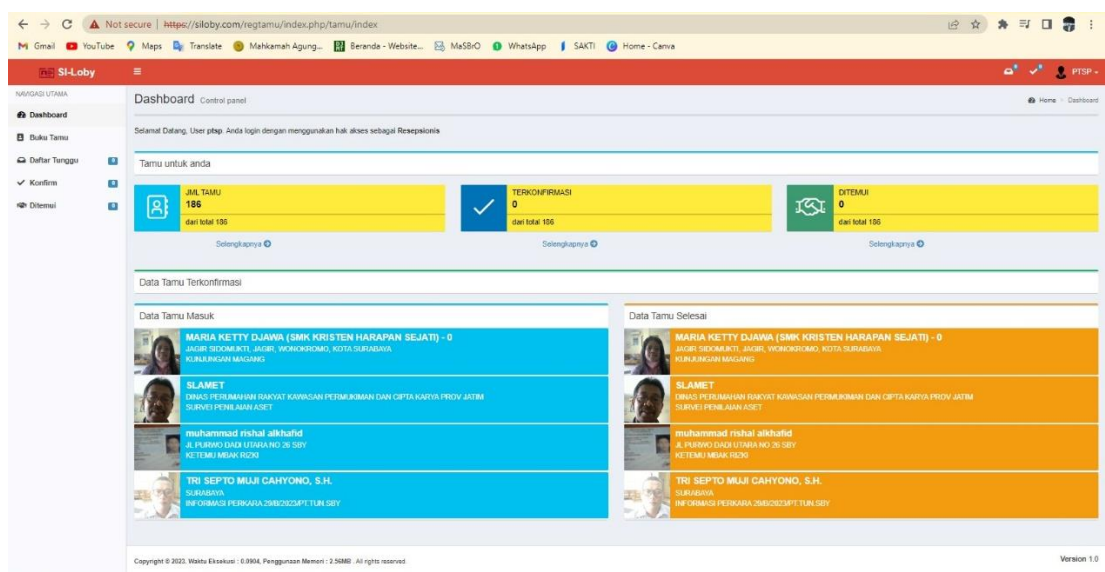 Not secure | https://siloby.com/regtamu/index.php/tamu/index
Gmail YouTube Maps Translate Mahkamah Agung... Beranda - Website... MaSBrO WhatsApp SAKTI Home - Canva
SI-Loby PTSP
NAVIGASI UTAMA
Dashboard
Buku Tamu
Daftar Tunggu
Konfirm
Ditemui
Dashboard Control panel
Home > Dashboard
Selamat Datang, User ptsp. Anda login dengan menggunakan hak akses sebagai Resepsionis
Tamu untuk anda
JML TAMU
186
dari total 186
Selengkapnya
TERKONFIRMASI
0
dari total 186
Selengkapnya
DITEMUI
0
dari total 186
Selengkapnya
Data Tamu Terkonfirmasi
Data Tamu Masuk
MARIA KETTY DJAWA (SMK KRISTEN HARAPAN SEJATI) - 0
JAGIR SIDOMUKTI, JAGIR, WONOKROMO, KOTA SURABAYA
KUNJUNGAN MAGANG
SLAMET
DINAS PERUMAHAN RAKYAT KAWASAN PERMUKIMAN DAN CIPTA KARYA PROV JATIM
SURVEI PENILAIAN ASET
muhammad rishal alkhafid
JL PURWO DADI UTARA NO 26 SBY
KETEMU MBAK RIZKI
TRI SEPTO MUJI CAHYONO, S.H.
SURABAYA
INFORMASI PERKARA 29/B/2023/PT.TUN SBY
Data Tamu Selesai
MARIA KETTY DJAWA (SMK KRISTEN HARAPAN SEJATI) - 0
JAGIR SIDOMUKTI, JAGIR, WONOKROMO, KOTA SURABAYA
KUNJUNGAN MAGANG
SLAMET
DINAS PERUMAHAN RAKYAT KAWASAN PERMUKIMAN DAN CIPTA KARYA PROV JATIM
SURVEI PENILAIAN ASET
muhammad rishal alkhafid
JL PURWO DADI UTARA NO 26 SBY
KETEMU MBAK RIZKI
TRI SEPTO MUJI CAHYONO, S.H.
SURABAYA
INFORMASI PERKARA 29/B/2023/PT.TUN SBY
Copyright © 2023. Waktu Eksekusi : 0.0904, Penggunaan Memori : 2.56MB. All rights reserved.
Version 1.0